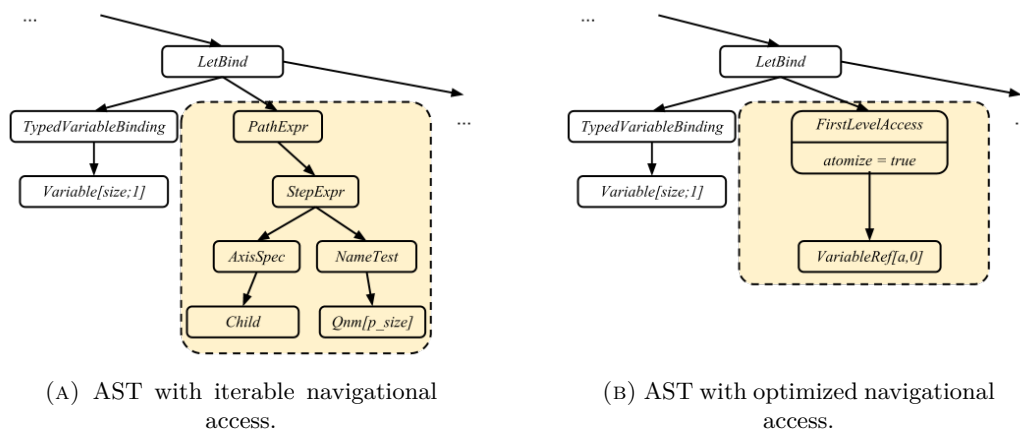 ...
LetBind
TypedVariableBinding
PathExpr
...
Variable[size;1]
StepExpr
AxisSpec
NameTest
Child
Qnm[p_size]
(A) AST with iterable navigational
access.
...
LetBind
TypedVariableBinding
FirstLevelAccess
.
atomize = true
Variable[size;1]
VariableRef[a,0]
(B) AST with optimized navigational
access.